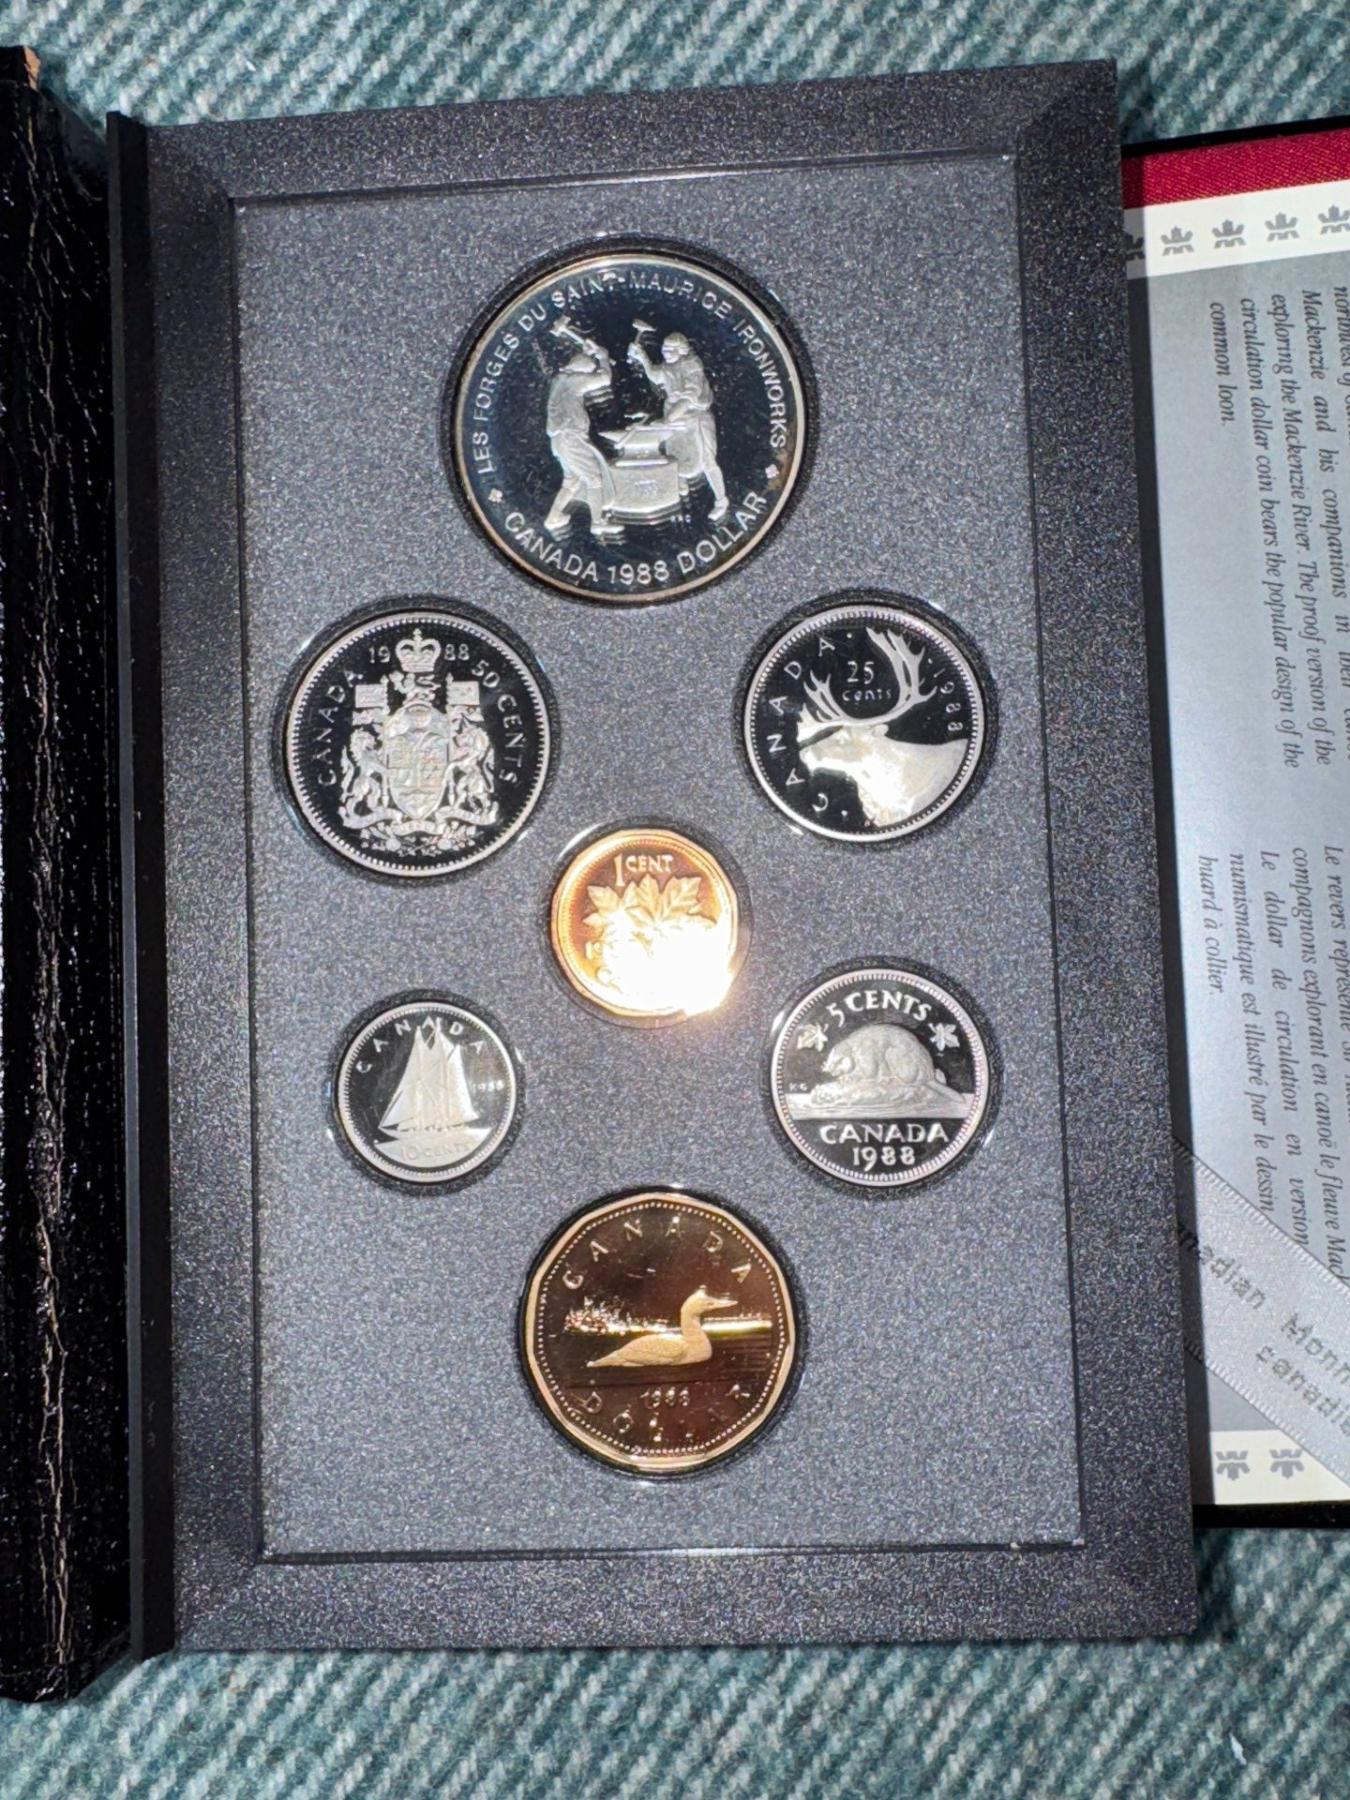 LES FORGES DU SAINT-MAURICE IRONWORKS
CANADA 1988 DOLLAR
CANADA 1988 50 CENTS
CANADA 1988
25
cents
1 CENT
CANADA 1988
10 CENTS
5 CENTS
KG
CANADA
1988
CANADA
1988
DOLLAR
Mackenzie and his companions in their
exploring the Mackenzie River. The proof version of the
circulation dollar coin bears the popular design of the
common loon.
Le revers représente
compagnons explorant en canoë le fleuve
Le dollar de circulation en version
numismatique est illustré par le dessin
huard à collier.